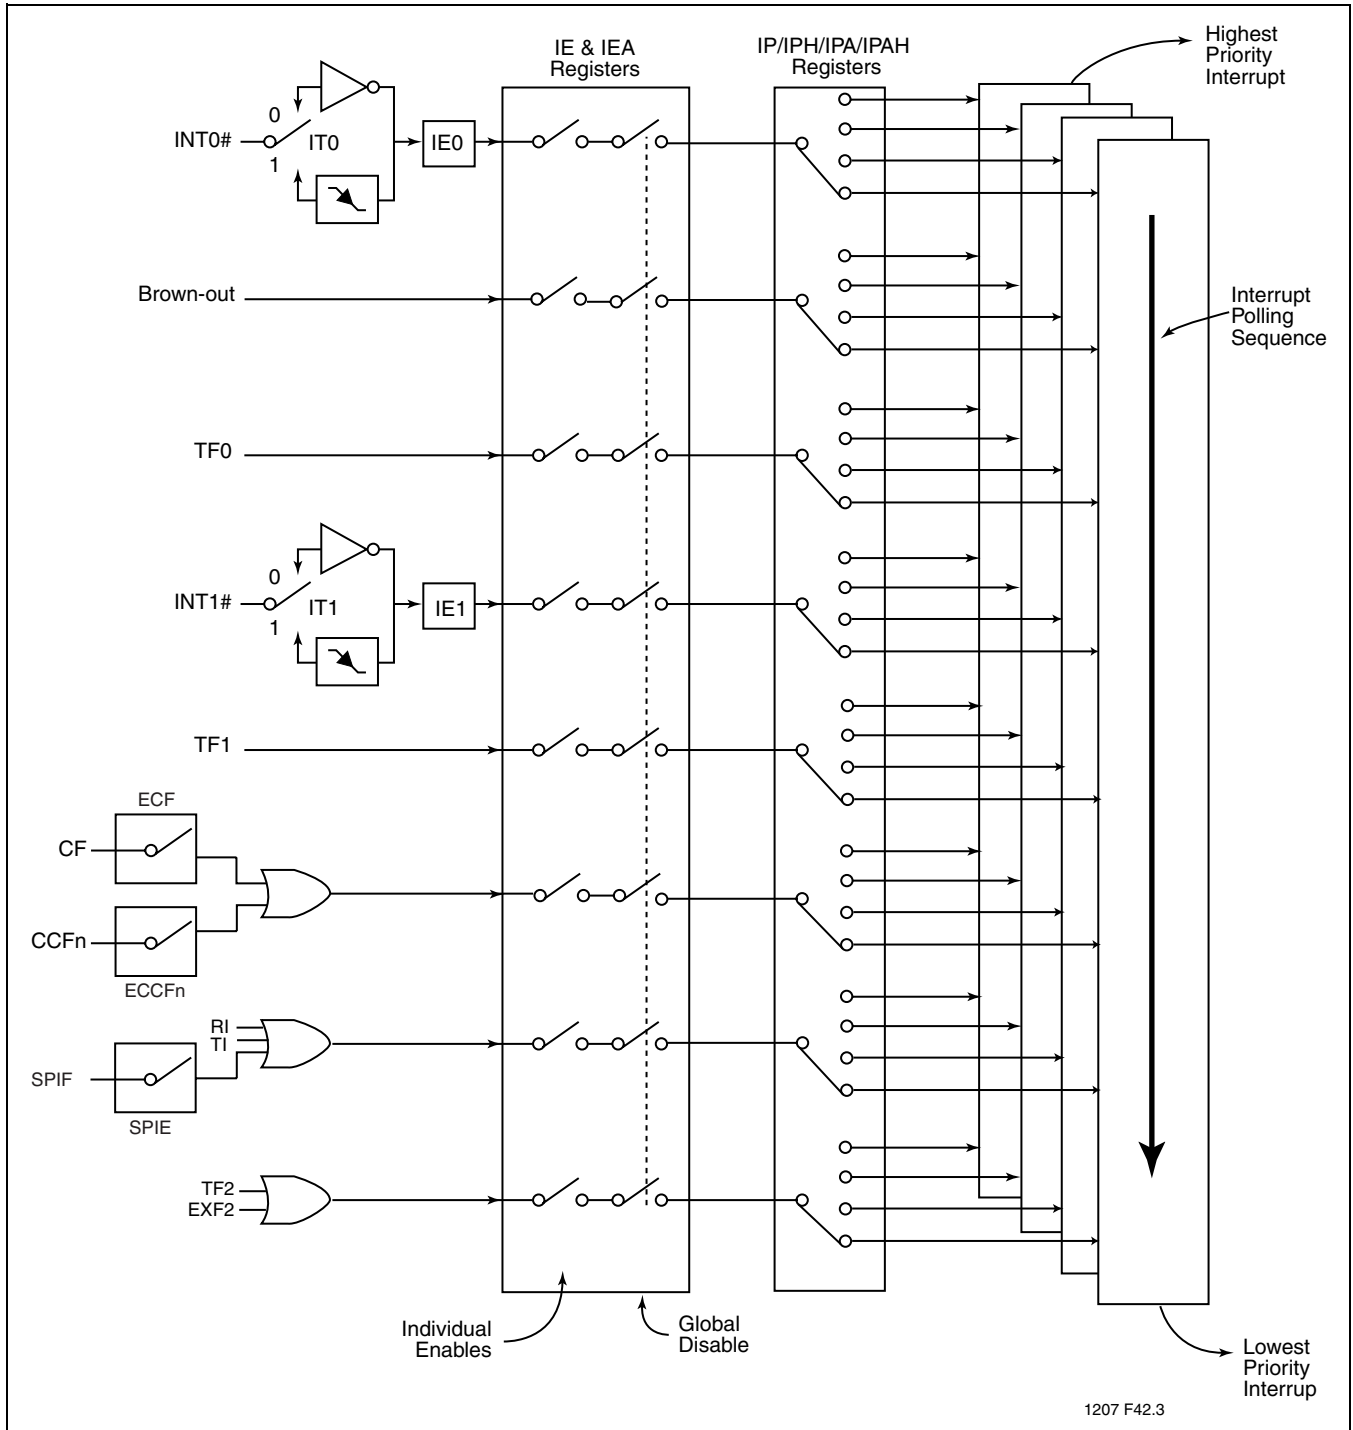 IE & IEA
Registers
IP/IPH/IPA/IPAH
Registers
Highest
Priority
Interrupt
INT0#
0
1
IT0
IE0
Brown-out
Interrupt
Polling
Sequence
TF0
INT1#
0
1
IT1
IE1
TF1
ECF
CF
CCFn
ECCFn
RI
TI
SPIF
SPIE
TF2
EXF2
Individual
Enables
Global
Disable
Lowest
Priority
Interrup
1207 F42.3